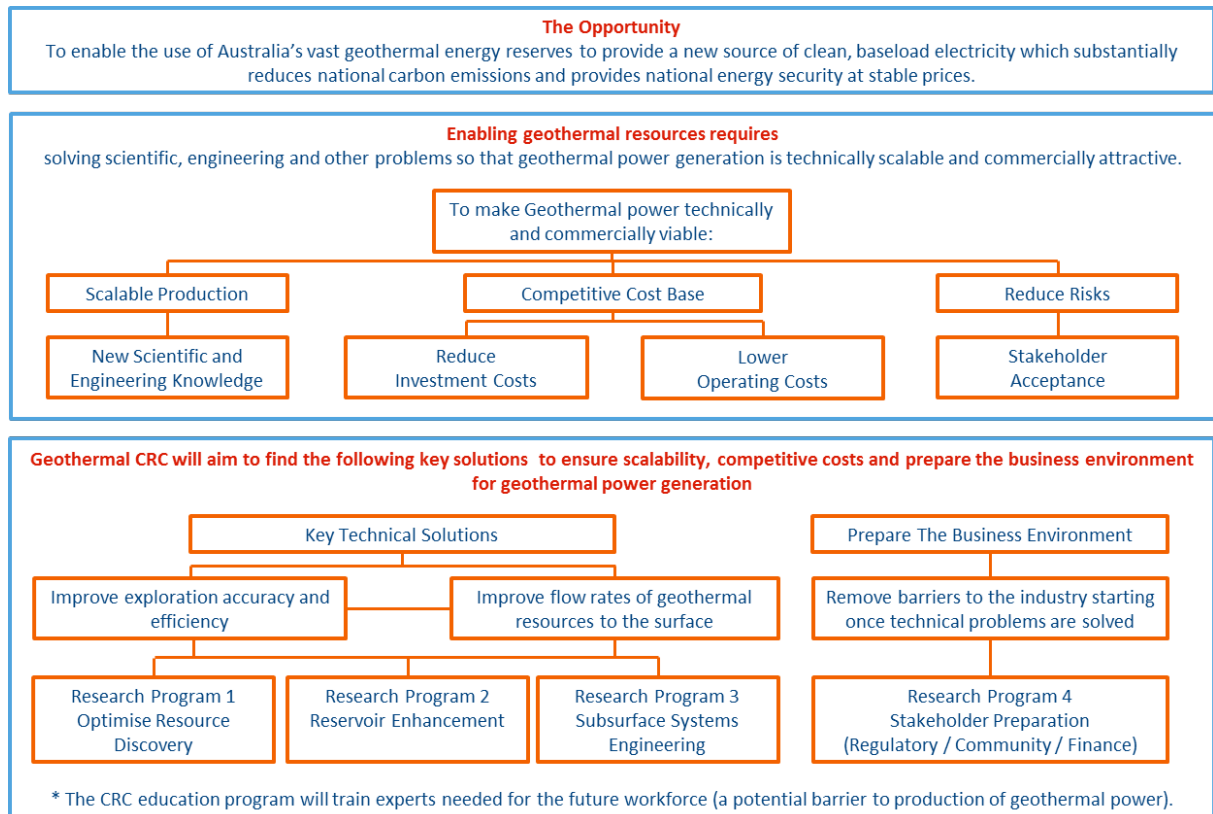 The Opportunity
To enable the use of Australia’s vast geothermal energy reserves to provide a new source of clean, baseload electricity which substantially
reduces national carbon emissions and provides national energy security at stable prices.
Enabling geothermal resources requires
solving scientific, engineering and other problems so that geothermal power generation is technically scalable and commercially attractive.
To make Geothermal power technically
and commercially viable:
Scalable Production
Competitive Cost Base
Reduce Risks
New Scientific and
Engineering Knowledge
Reduce
Investment Costs
Lower
Operating Costs
Stakeholder
Acceptance
Geothermal CRC will aim to find the following key solutions  to ensure scalability, competitive costs and prepare the business environment
for geothermal power generation
Key Technical Solutions
Prepare The Business Environment
Improve exploration accuracy and
efficiency
Improve flow rates of geothermal
resources to the surface
Remove barriers to the industry starting
once technical problems are solved
Research Program 1
Optimise Resource
Discovery
Research Program 2
Reservoir Enhancement
Research Program 3
Subsurface Systems
Engineering
Research Program 4
Stakeholder Preparation
(Regulatory / Community / Finance)
* The CRC education program will train experts needed for the future workforce (a potential barrier to production of geothermal power).